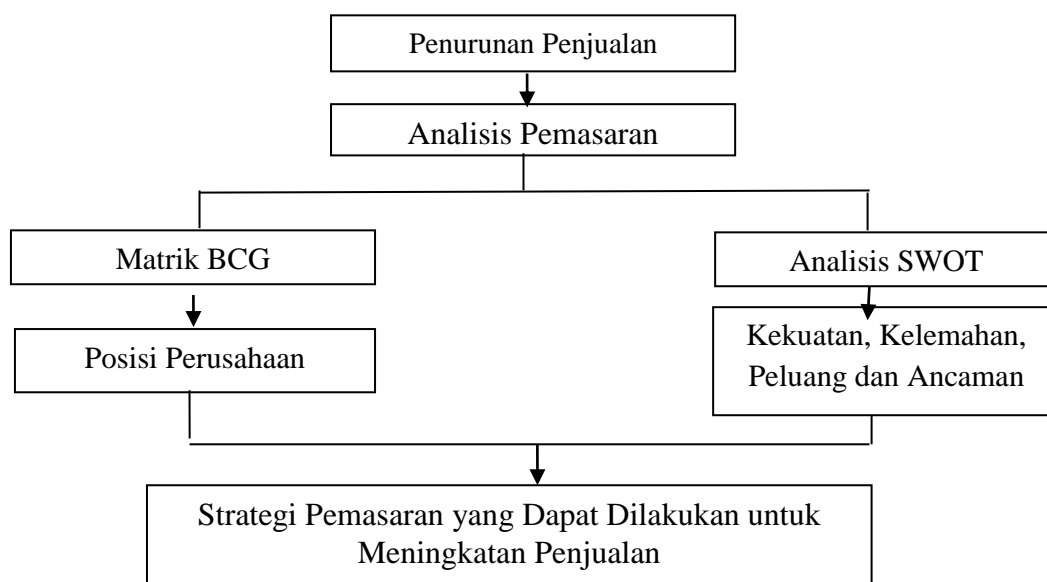 Penurunan Penjualan
Analisis Pemasaran
Matrik BCG
Analisis SWOT
Posisi Perusahaan
Kekuatan, Kelemahan,
Peluang dan Ancaman
Strategi Pemasaran yang Dapat Dilakukan untuk
Meningkatan Penjualan